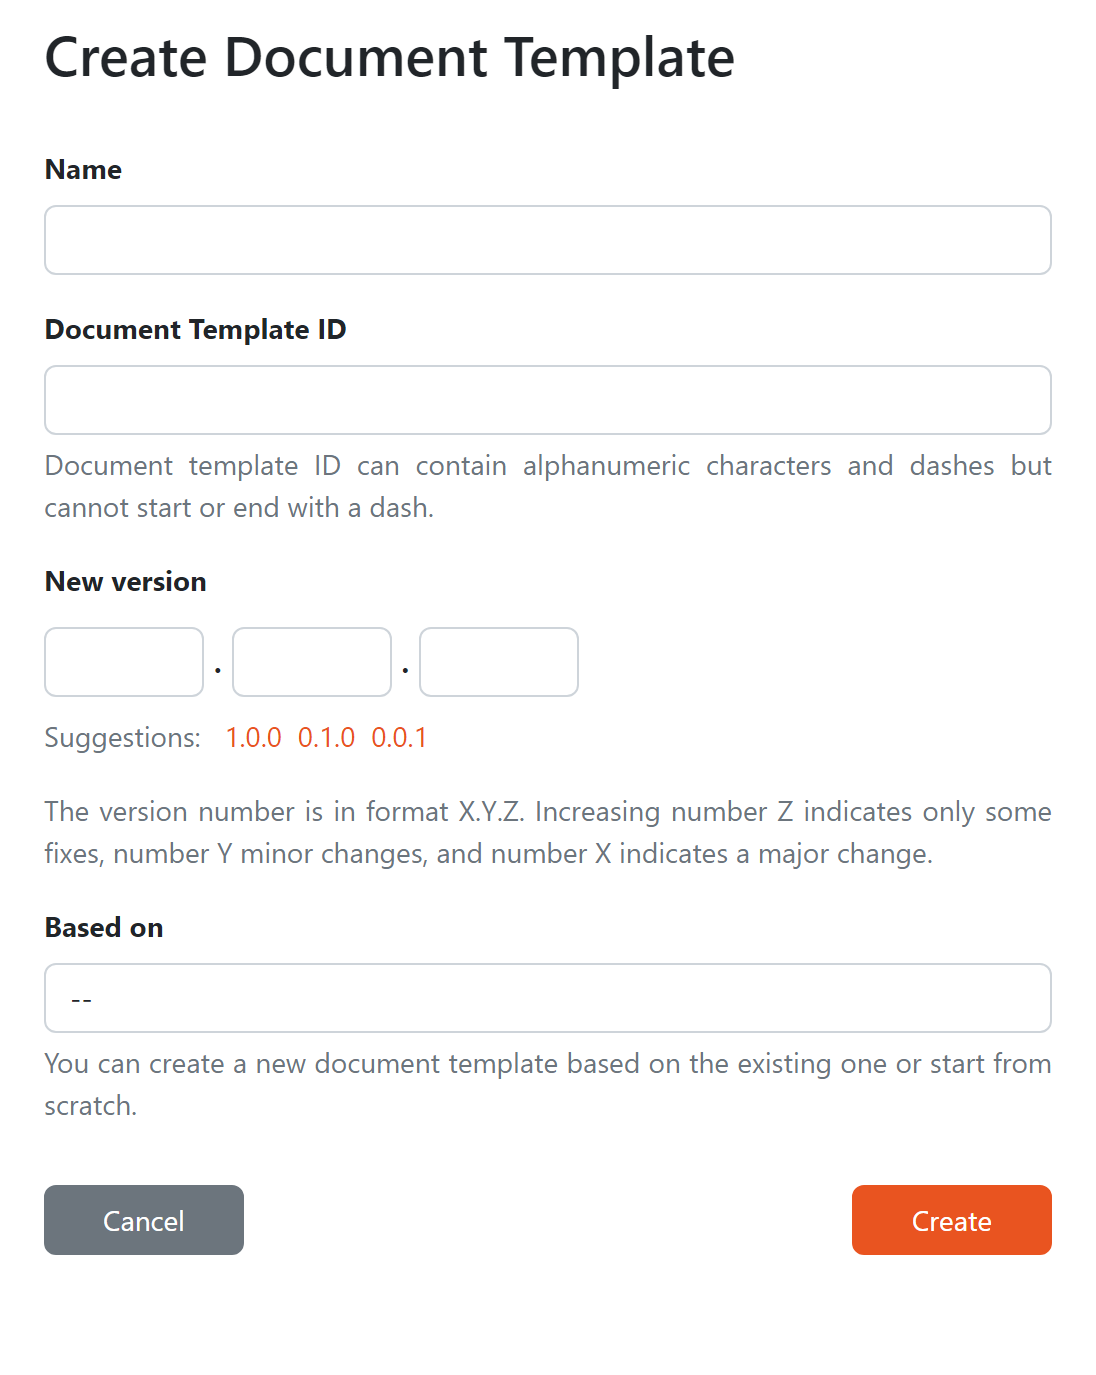 Create Document Template
Name
Document Template ID
Document template ID can contain alphanumeric characters and dashes but
cannot start or end with a dash.
New version
. .
Suggestions: 1.0.0 0.1.0 0.0.1
The version number is in format X.Y.Z. Increasing number Z indicates only some
fixes, number Y minor changes, and number X indicates a major change.
Based on
--
You can create a new document template based on the existing one or start from
scratch.
Cancel Create